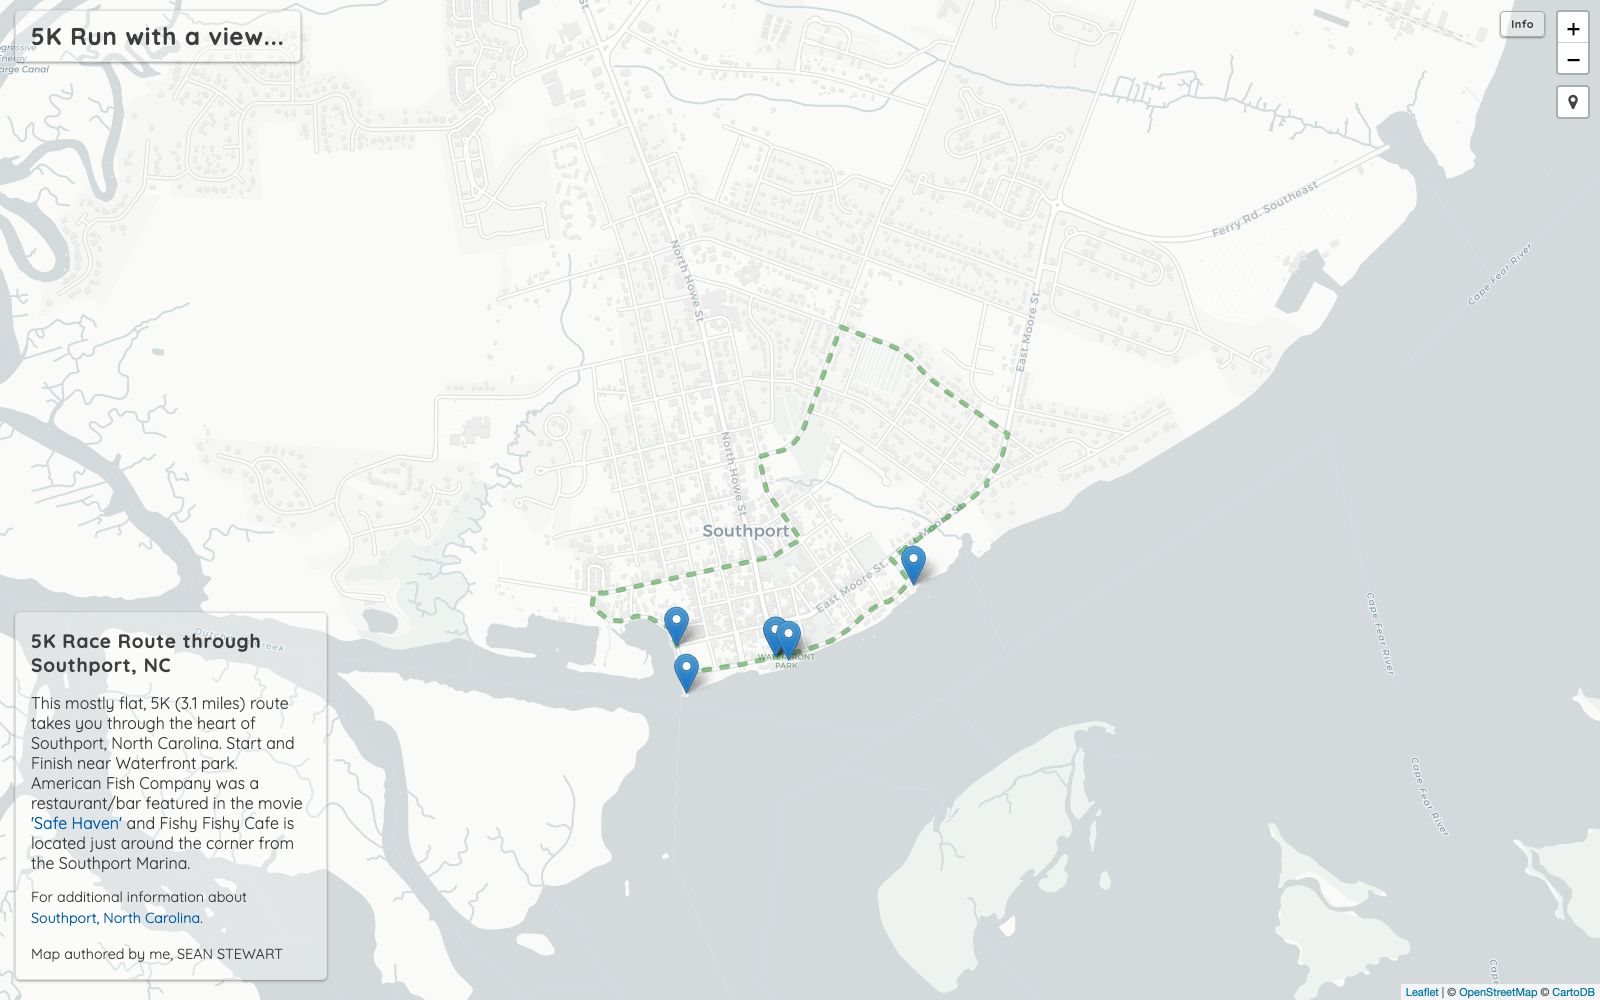 5K Run with a view...
Info
+
−
Energy
arge Canal
St.
Ferry Rd. Southeast
Cape Fear River
North Howe St.
East Moore St.
North Howe St.
Southport
East Moore St.
East Moore St.
WATERFRONT
PARK
Cape Fear River
Cape Fear River
Cape
5K Race Route through
Southport, NC
This mostly flat, 5K (3.1 miles) route
takes you through the heart of
Southport, North Carolina. Start and
Finish near Waterfront park.
American Fish Company was a
restaurant/bar featured in the movie
'Safe Haven' and Fishy Fishy Cafe is
located just around the corner from
the Southport Marina.
For additional information about
Southport, North Carolina.
Map authored by me, SEAN STEWART
Leaflet | © OpenStreetMap © CartoDB